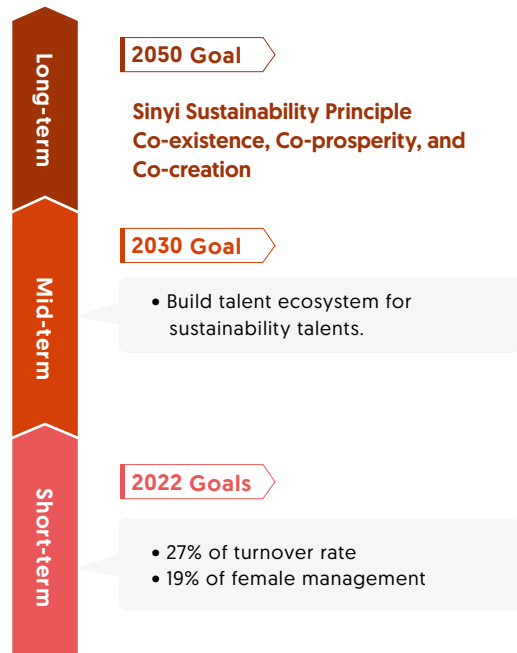 Long-term
2050 Goal
Sinyi Sustainability Principle
Co-existence, Co-prosperity, and
Co-creation
Mid-term
2030 Goal
• Build talent ecosystem for
sustainability talents.
Short-term
2022 Goals
• 27% of turnover rate
• 19% of female management